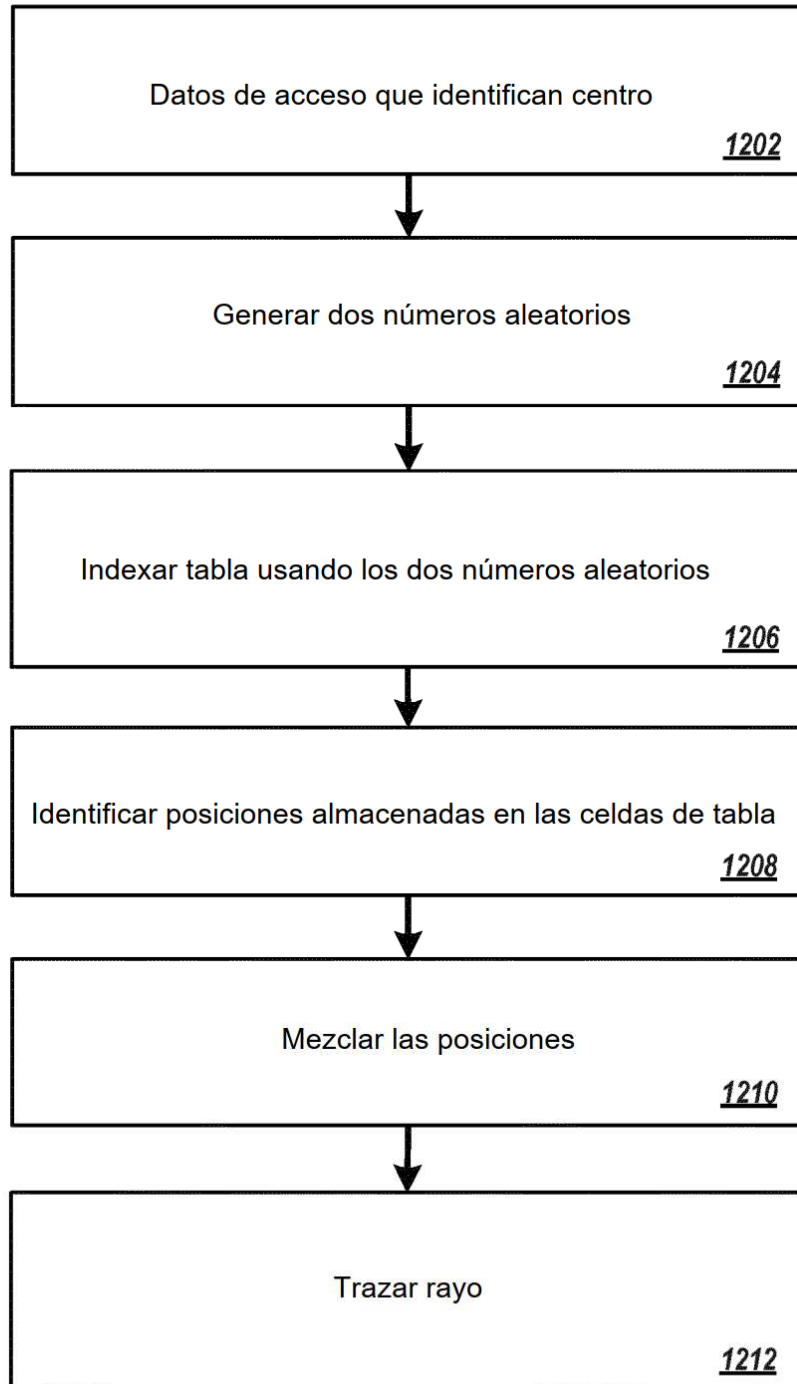 Datos de acceso que identifican centro
1202
Generar dos números aleatorios
1204
Indexar tabla usando los dos números aleatorios
1206
Identificar posiciones almacenadas en las celdas de tabla
1208
Mezclar las posiciones
1210
Trazar rayo
1212